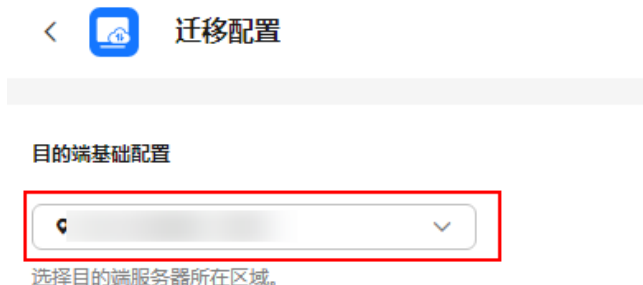 迁移配置
目的端基础配置
选择目的端服务器所在区域。